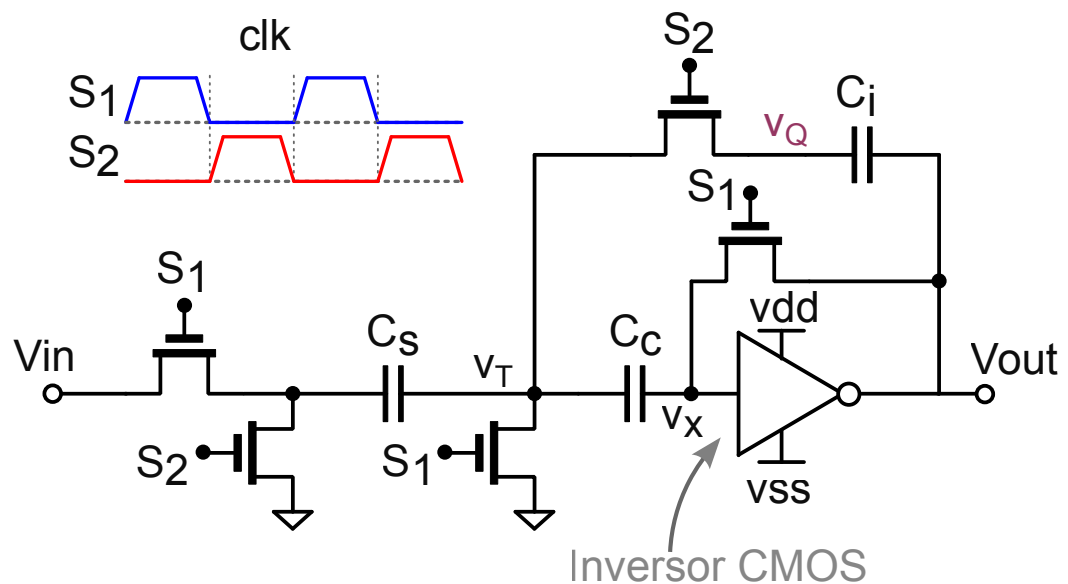 clk
S1
S2
S2
vQ
Ci
S1
S1
vdd
Vin
Cs
vT
Cc
vx
Vout
S2
S1
vss
Inversor CMOS